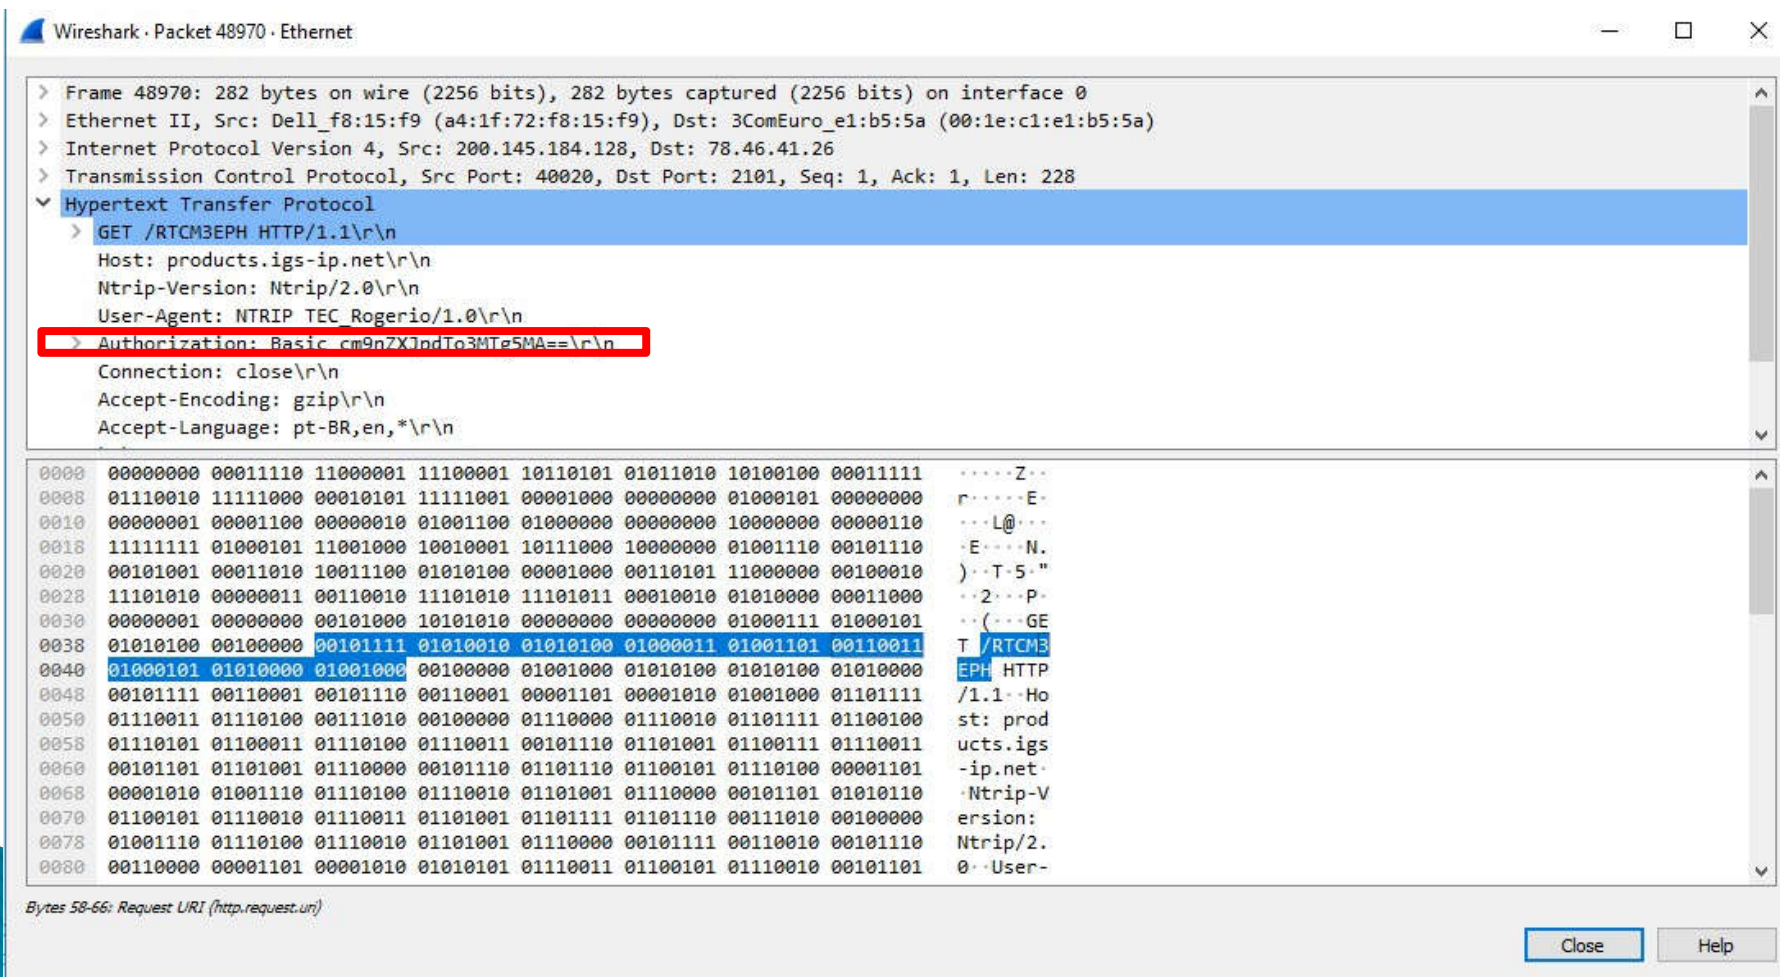 Wireshark · Packet 48970 · Ethernet
Frame 48970: 282 bytes on wire (2256 bits), 282 bytes captured (2256 bits) on interface 0
Ethernet II, Src: Dell_f8:15:f9 (a4:1f:72:f8:15:f9), Dst: 3ComEuro_e1:b5:5a (00:1e:c1:e1:b5:5a)
Internet Protocol Version 4, Src: 200.145.184.128, Dst: 78.46.41.26
Transmission Control Protocol, Src Port: 40020, Dst Port: 2101, Seq: 1, Ack: 1, Len: 228
Hypertext Transfer Protocol
GET /RTCM3EPH HTTP/1.1\r\n
Host: products.igs-ip.net\r\n
Ntrip-Version: Ntrip/2.0\r\n
User-Agent: NTRIP TEC_Rogerio/1.0\r\n
Authorization: Basic cm9nZXJpdTo3MTg5MA==\r\n
Connection: close\r\n
Accept-Encoding: gzip\r\n
Accept-Language: pt-BR,en,*\r\n
0000 00000000 00011110 11000001 11100001 10110101 01011010 10100100 00011111 ·····Z··
0008 01110010 11111000 00010101 11111001 00001000 00000000 01000101 00000000 r·····E·
0010 00000001 00001100 00000010 01001100 01000000 00000000 10000000 00000110 ···L@···
0018 11111111 01000101 11001000 10010001 10111000 10000000 01001110 00101110 ·E····N.
0020 00101001 00011010 10011100 01010100 00001000 00110101 11000000 00100010 )··T·5·"
0028 11101010 00000011 00110010 11101010 11101011 00010010 01010000 00011000 ··2···P·
0030 00000001 00000000 00101000 10101010 00000000 00000000 01000111 01000101 ··(···GE
0038 01010100 00100000 00101111 01010010 01010100 01000011 01001101 00110011 T /RTCM3
0040 01000101 01010000 01001000 00100000 01001000 01010100 01010100 01010000 EPH HTTP
0048 00101111 00110001 00101110 00110001 00001101 00001010 01001000 01101111 /1.1··Ho
0050 01110011 01110100 00111010 00100000 01110000 01110010 01101111 01100100 st: prod
0058 01110101 01100011 01110100 01110011 00101110 01101001 01100111 01110011 ucts.igs
0060 00101101 01101001 01110000 00101110 01101110 01100101 01110100 00001101 -ip.net·
0068 00001010 01001110 01110100 01110010 01101001 01110000 00101101 01010110 ·Ntrip-V
0070 01100101 01110010 01110011 01101001 01101111 01101110 00111010 00100000 ersion:
0078 01001110 01110100 01110010 01101001 01110000 00101111 00110010 00101110 Ntrip/2.
0080 00110000 00001101 00001010 01010101 01110011 01100101 01110010 00101101 0··User-
Bytes 58-66: Request URI (http.request.uri)
Close Help